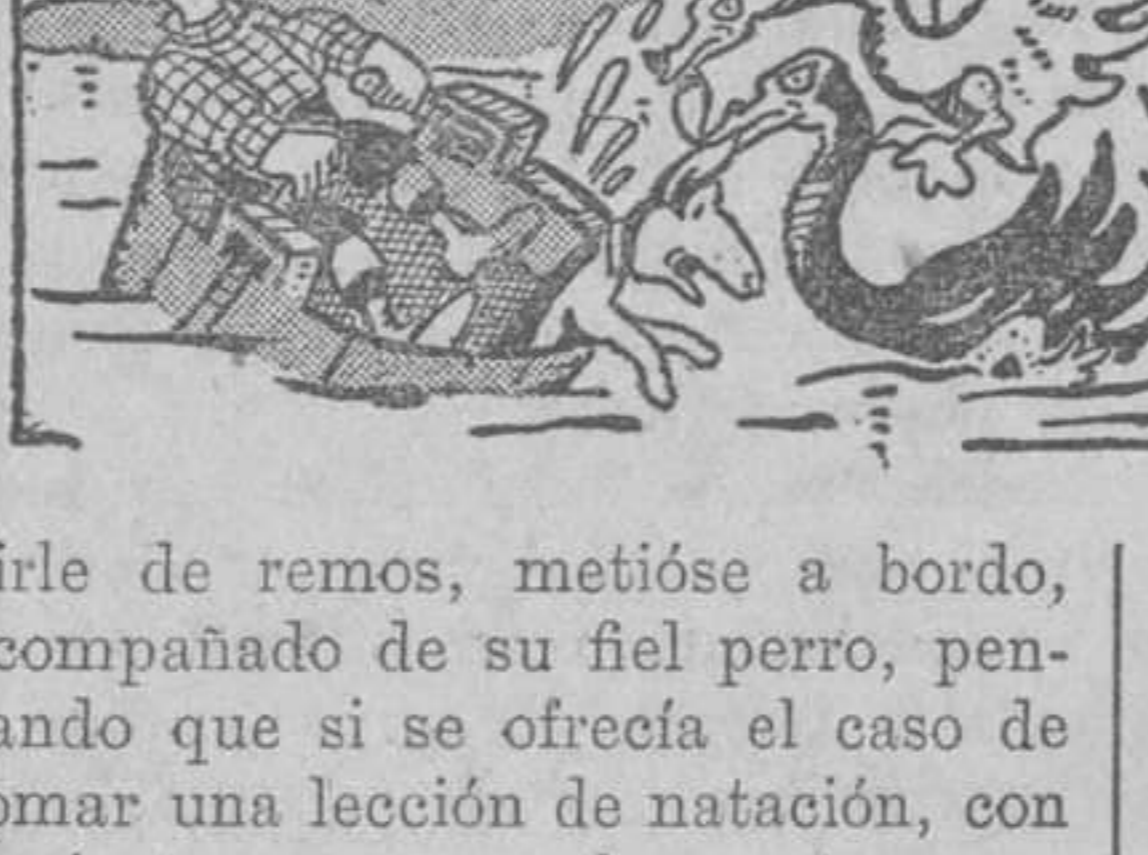 irle de remos, metióse a bordo,
compañado de su fiel perro, pen-
ando que si se ofrecía el caso de
omar una lección de natación, con